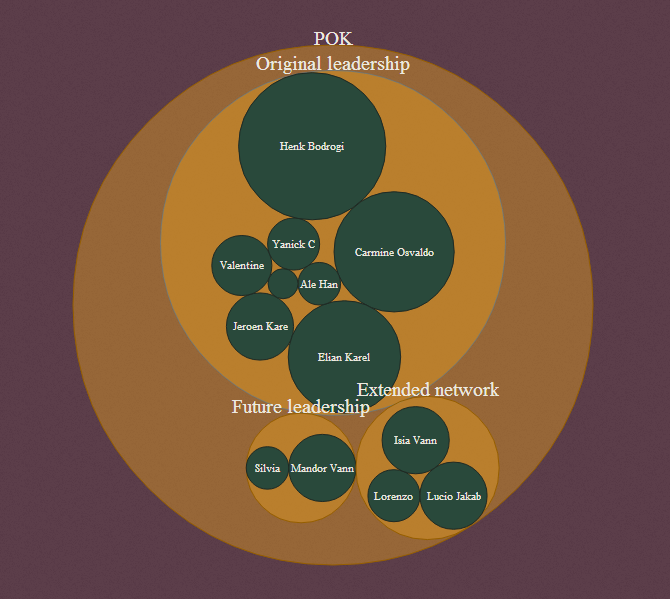 POK
Original leadership
Henk Bodrogi
Yanick C
Carmine Osvaldo
Valentine
Ale Han
Jeroen Kare
Elian Karel
Extended network
Future leadership
Isia Vann
Silvia
Mandor Vann
Lorenzo
Lucio Jakab